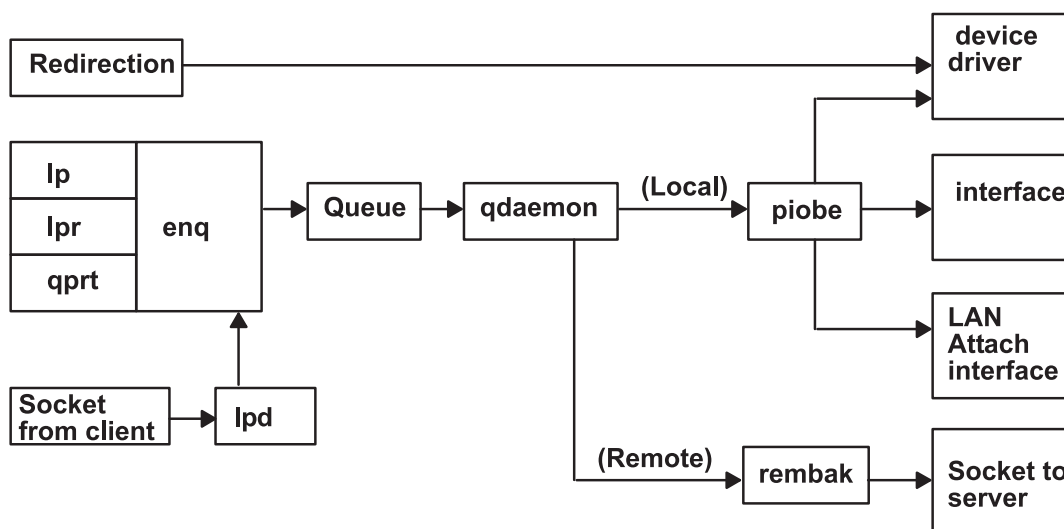 Redirection
device
driver
lp
lpr
qprt
enq
Queue
qdaemon
(Local)
piobe
interface
LAN
Attach
interface
Socket
from client
lpd
(Remote)
rembak
Socket to
server